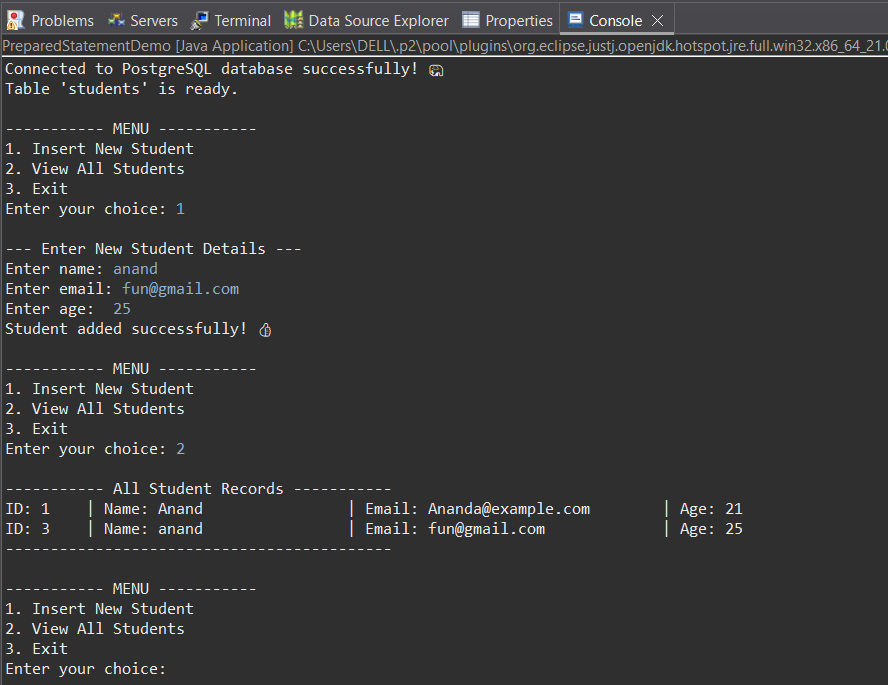 Problems Servers Terminal Data Source Explorer Properties Console
PreparedStatementDemo [Java Application] C:\Users\DELL\.p2\pool\plugins\org.eclipse.justj.openjdk.hotspot.jre.full.win32.x86_64_21.0
Connected to PostgreSQL database successfully! 🐘
Table 'students' is ready.
----------- MENU -----------
1. Insert New Student
2. View All Students
3. Exit
Enter your choice: 1
--- Enter New Student Details ---
Enter name: anand
Enter email: fun@gmail.com
Enter age:  25
Student added successfully! 👍
----------- MENU -----------
1. Insert New Student
2. View All Students
3. Exit
Enter your choice: 2
----------- All Student Records -----------
ID: 1    | Name: Anand                | Email: Ananda@example.com        | Age: 21
ID: 3    | Name: anand                | Email: fun@gmail.com             | Age: 25
-------------------------------------------
----------- MENU -----------
1. Insert New Student
2. View All Students
3. Exit
Enter your choice: